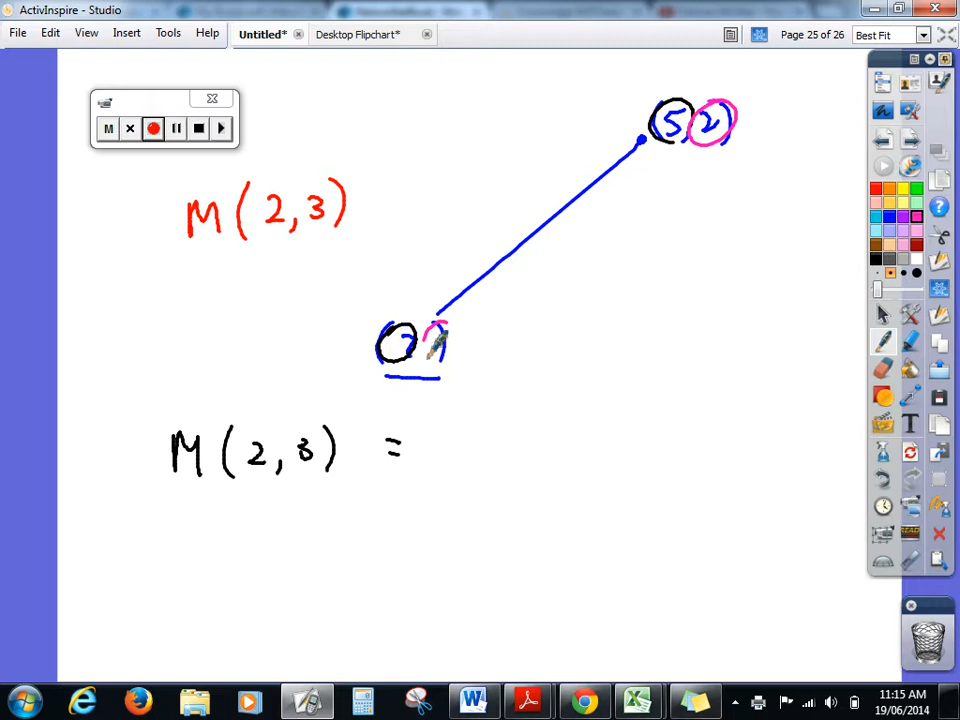 ActivInspire - Studio
File Edit View Insert Tools Help
Untitled* Desktop Flipchart*
Page 25 of 26 Best Fit
M
(5, 2)
M (2,3)
M (2,3) =
T
READ
W
11:15 AM
19/06/2014